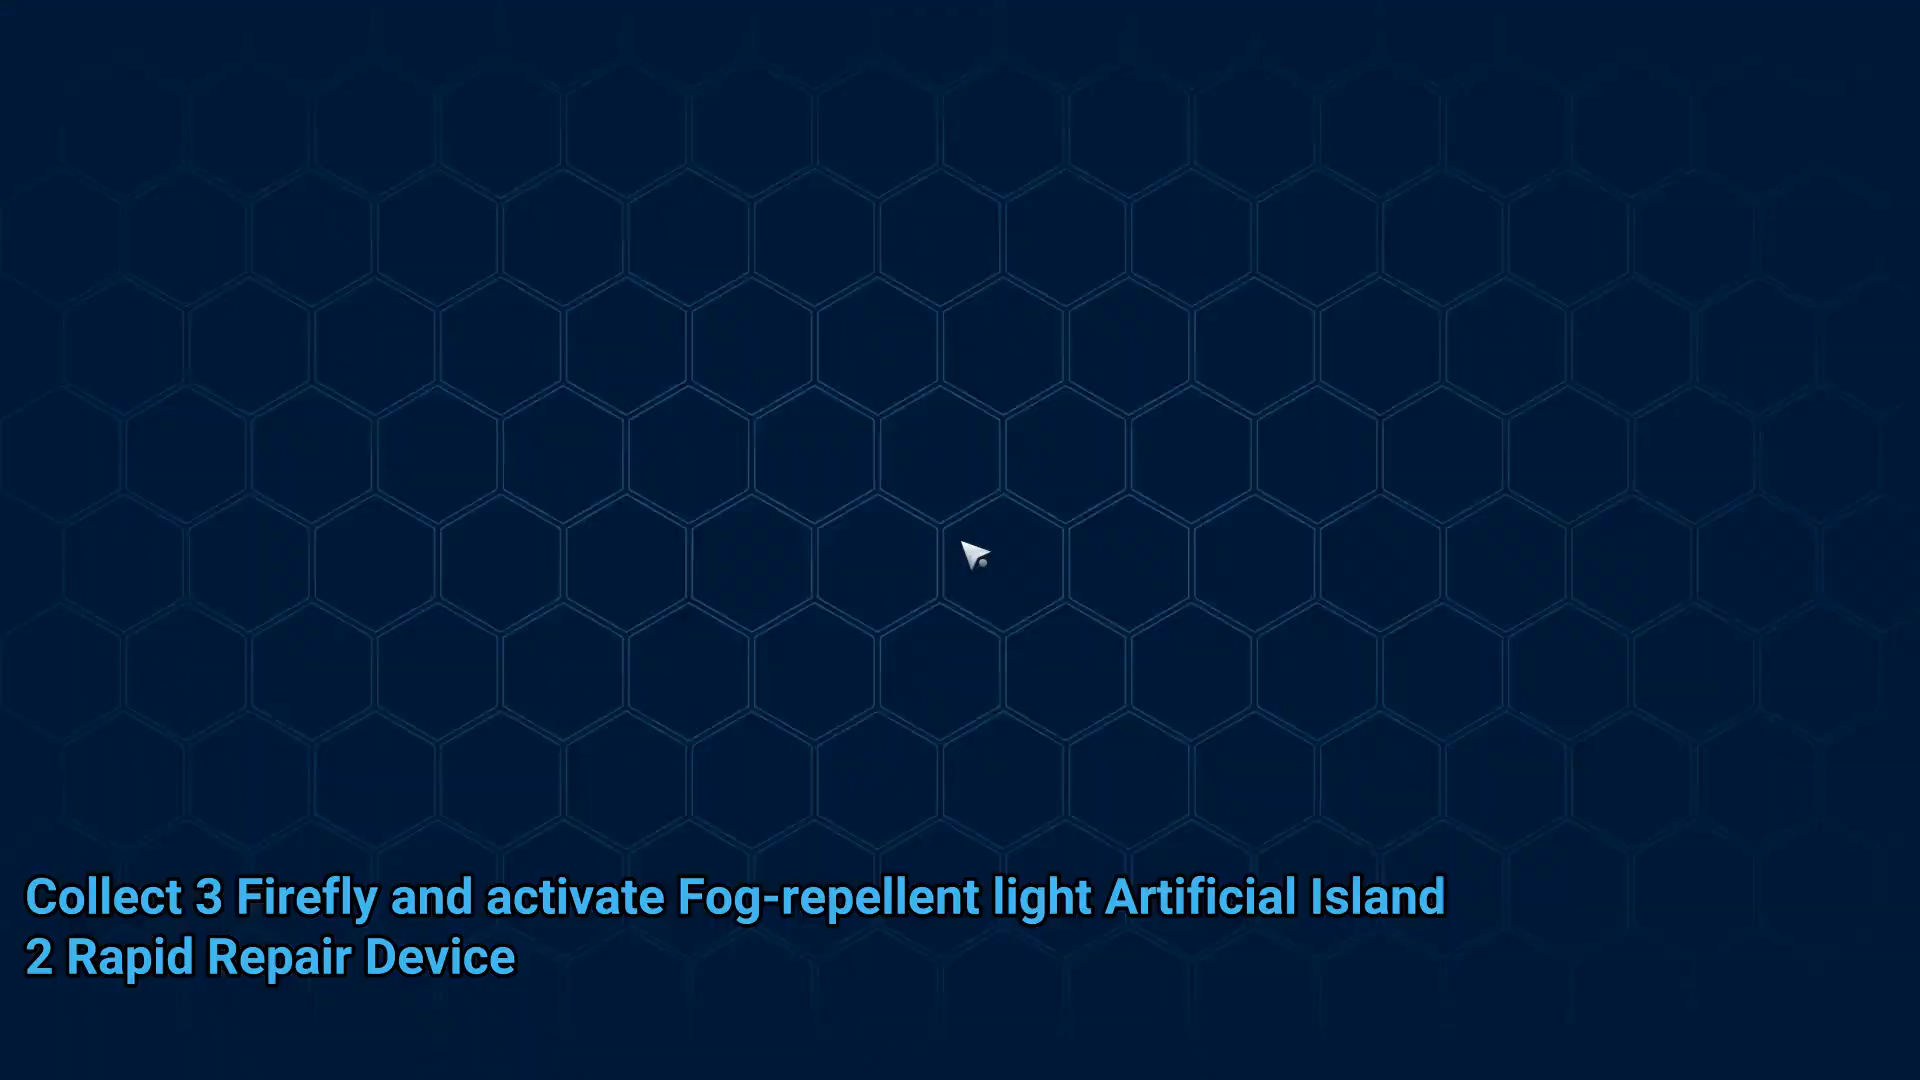 Collect 3 Firefly and activate Fog-repellent light Artificial Island
2 Rapid Repair Device